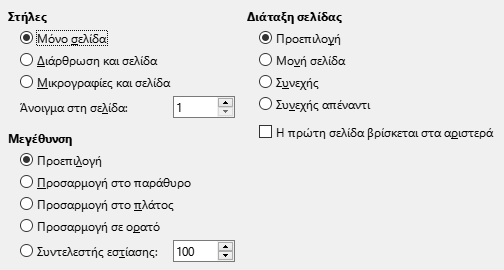 Στήλες
Μόνο σελίδα
Διάρθρωση και σελίδα
Μικρογραφίες και σελίδα
Άνοιγμα στη σελίδα: 1
Μεγέθυνση
Προεπιλογή
Προσαρμογή στο παράθυρο
Προσαρμογή στο πλάτος
Προσαρμογή σε ορατό
Συντελεστής εστίασης: 100
Διάταξη σελίδας
Προεπιλογή
Μονή σελίδα
Συνεχής
Συνεχής απέναντι
Η πρώτη σελίδα βρίσκεται στα αριστερά